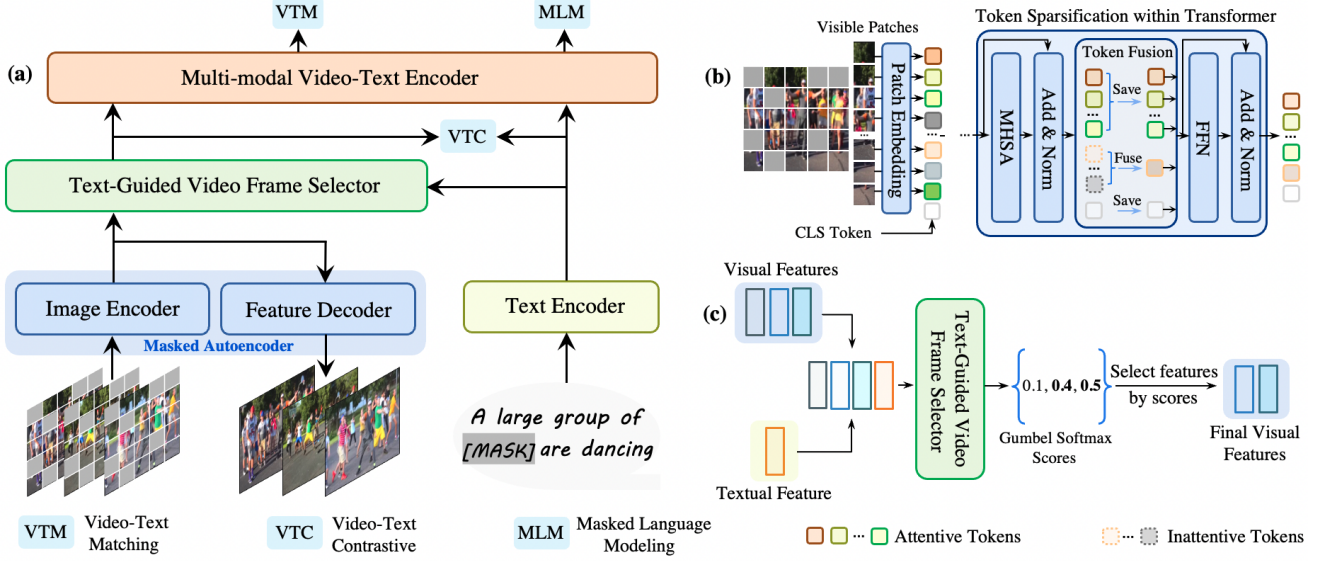 (a)
VTM
MLM
Multi-modal Video-Text Encoder
VTC
Text-Guided Video Frame Selector
Image Encoder
Feature Decoder
Masked Autoencoder
Text Encoder
A large group of
[MASK] are dancing
VTM
Video-Text
Matching
VTC
Video-Text
Contrastive
MLM
Masked Language
Modeling
(b)
Visible Patches
Patch Embedding
CLS Token
Token Sparsification within Transformer
MHSA
Add & Norm
Token Fusion
Save
Fuse
Save
FFN
Add & Norm
(c)
Visual Features
Textual Feature
Text-Guided Video
Frame Selector
0.1, 0.4, 0.5
Gumbel Softmax
Scores
Select features
by scores
Final Visual
Features
Attentive Tokens
Inattentive Tokens